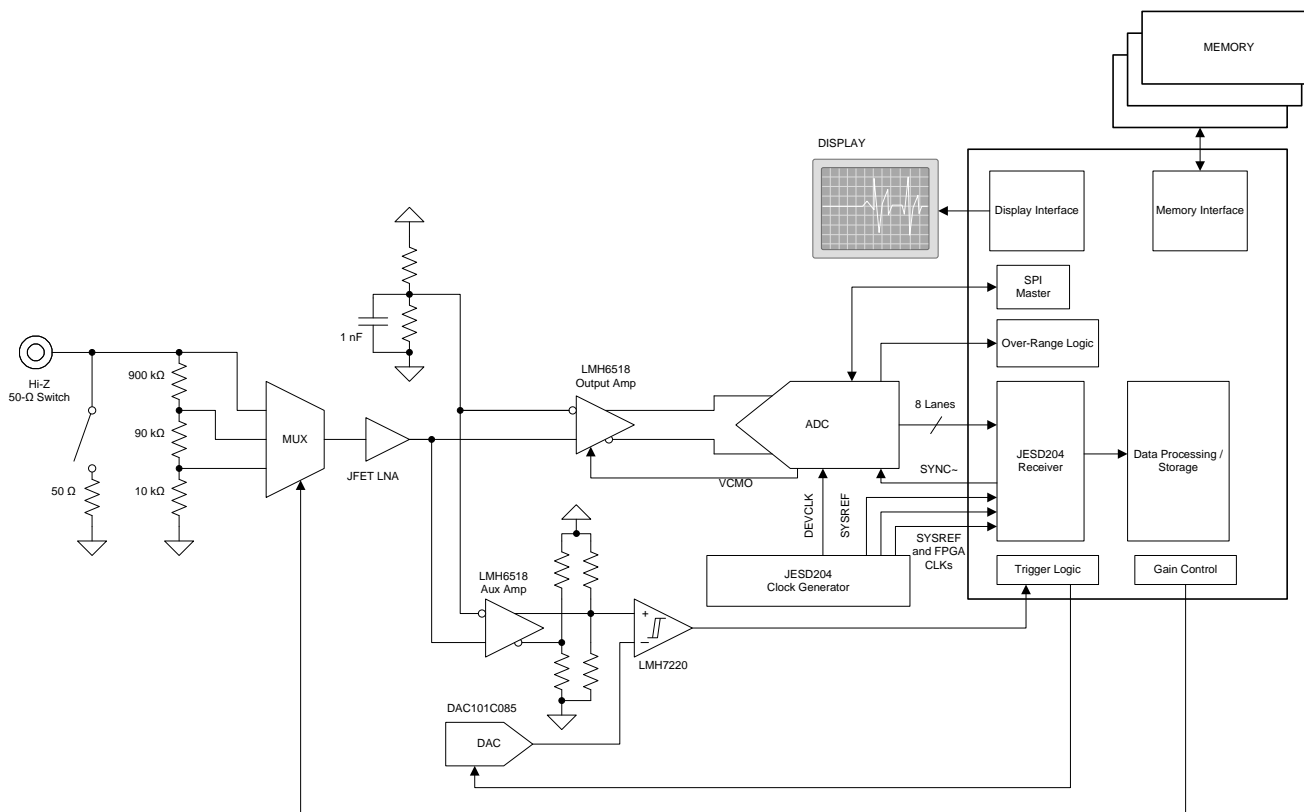 MEMORY
DISPLAY
Display Interface
Memory Interface
SPI
Master
1 nF
Over-Range Logic
Hi-Z
50-Ω Switch
900 kΩ
90 kΩ
10 kΩ
50 Ω
MUX
JFET LNA
LMH6518
Output Amp
ADC
8 Lanes
VCMO
SYNC~
JESD204
Receiver
Data Processing /
Storage
DEVCLK
SYSREF
SYSREF
and FPGA
CLKs
JESD204
Clock Generator
Trigger Logic
Gain Control
LMH6518
Aux Amp
+
−
LMH7220
DAC101C085
DAC